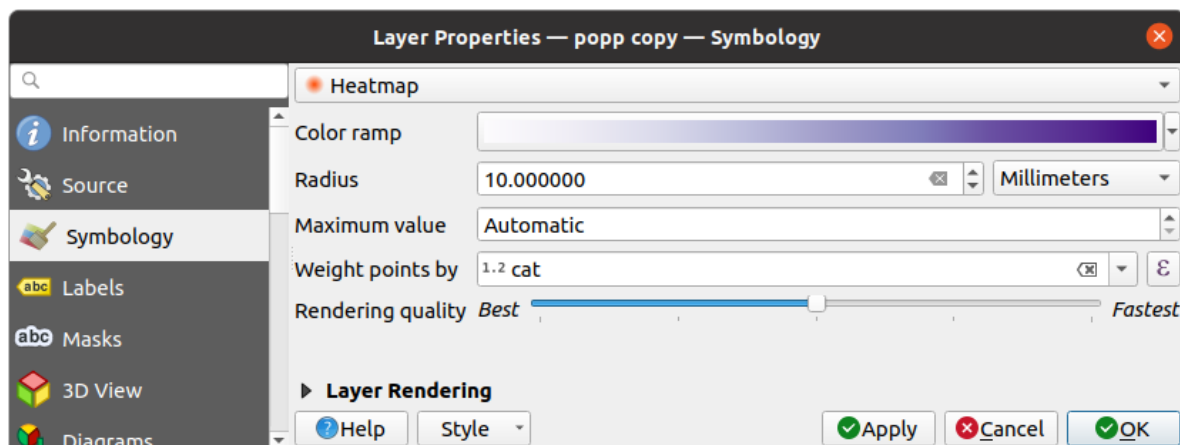 Layer Properties — popp copy — Symbology
Heatmap
Information
Color ramp
Source
Radius 10.000000 Millimeters
Symbology
Maximum value Automatic
Weight points by 1.2 cat ε
abc Labels
Rendering quality Best Fastest
abc Masks
3D View
Layer Rendering
Diagrams
Help Style Apply Cancel OK